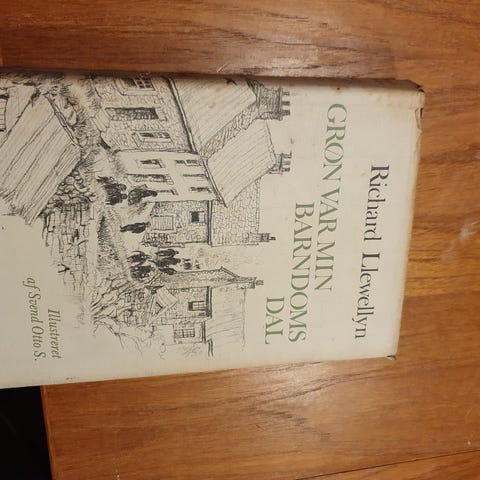 Richard Llewellyn
GRØN VAR MIN
BARNDOMS
DAL
Illustreret
af Svend Otto S.